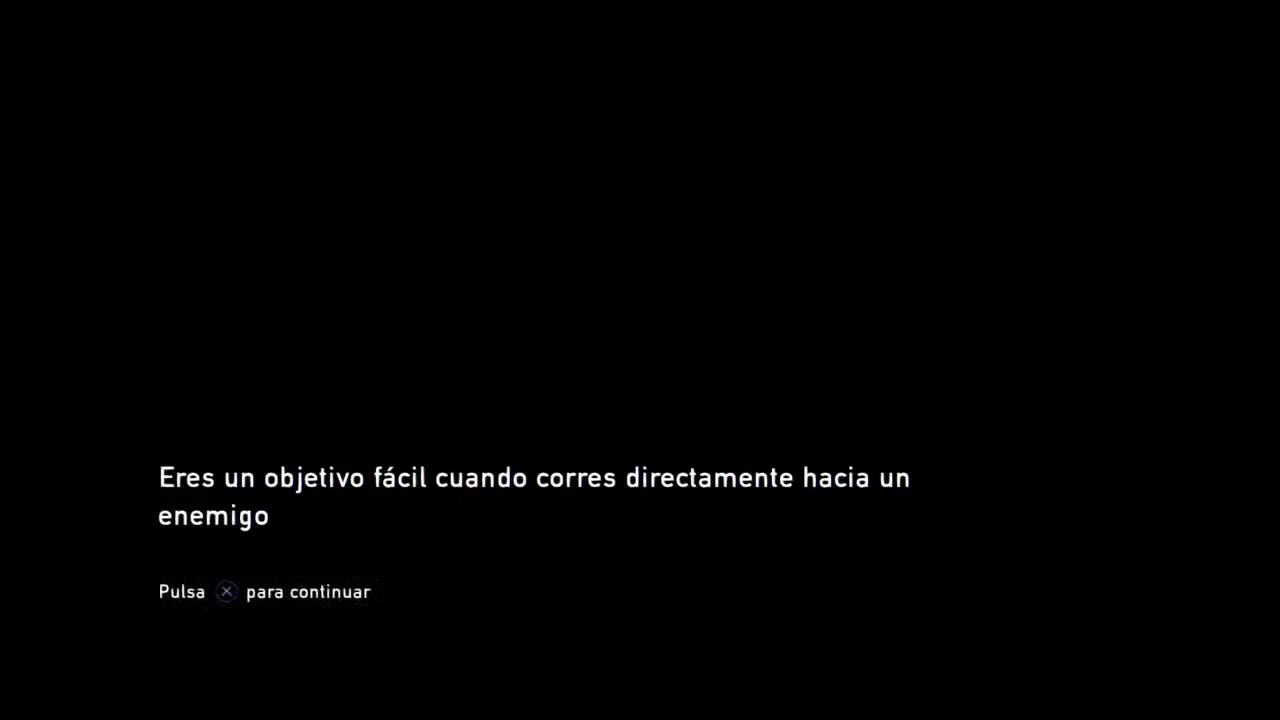 Eres un objetivo fácil cuando corres directamente hacia un
enemigo
Pulsa ⓧ para continuar